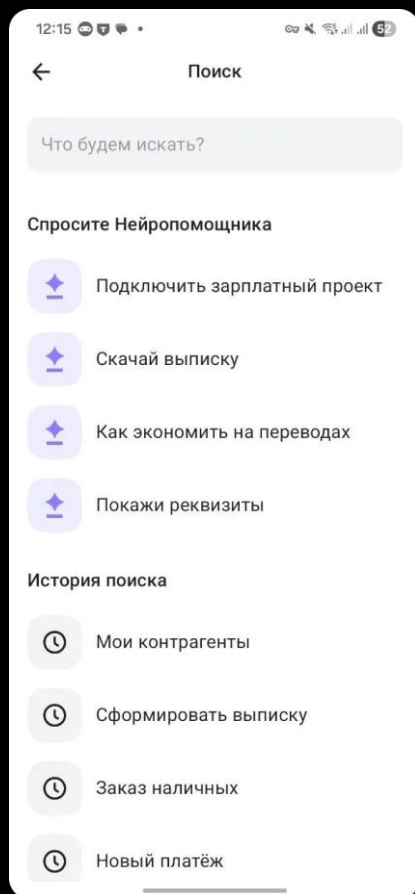 12:15
52
Поиск
Что будем искать?
Спросите Нейропомощника
Подключить зарплатный проект
Скачай выписку
Как экономить на переводах
Покажи реквизиты
История поиска
Мои контрагенты
Сформировать выписку
Заказ наличных
Новый платёж